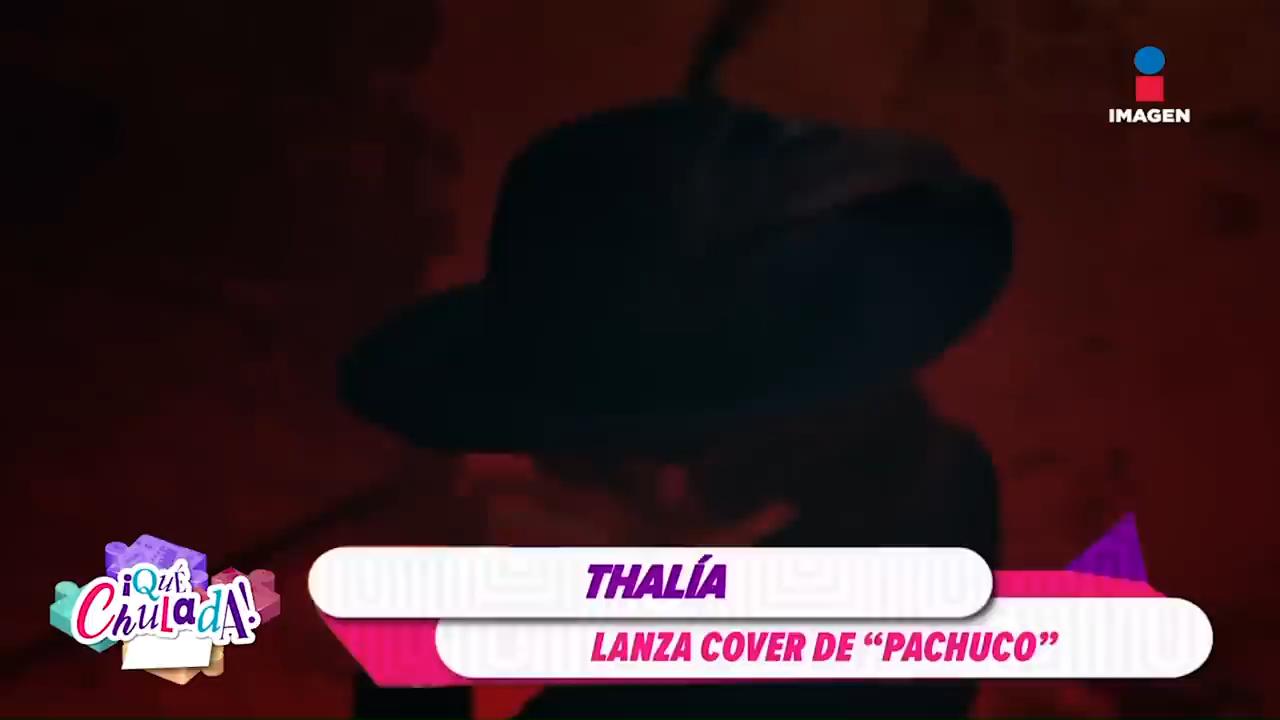 IMAGEN
THALÍA
LANZA COVER DE “PACHUCO”
¡QUÉ
ChULadA!